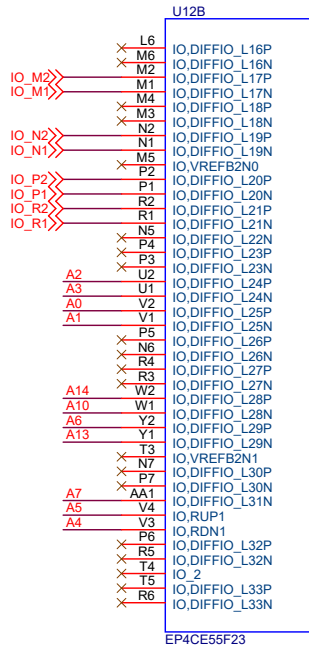 U12B
L6 IO,DIFFIO_L16P
M6 IO,DIFFIO_L16N
IO_M2 M2 IO,DIFFIO_L17P
IO_M1 M1 IO,DIFFIO_L17N
M4 IO,DIFFIO_L18P
M3 IO,DIFFIO_L18N
IO_N2 N2 IO,DIFFIO_L19P
IO_N1 N1 IO,DIFFIO_L19N
M5 IO,VREFB2N0
IO_P2 P2 IO,DIFFIO_L20P
IO_P1 P1 IO,DIFFIO_L20N
IO_R2 R2 IO,DIFFIO_L21P
IO_R1 R1 IO,DIFFIO_L21N
N5 IO,DIFFIO_L22N
P4 IO,DIFFIO_L23P
P3 IO,DIFFIO_L23N
A2 U2 IO,DIFFIO_L24P
A3 U1 IO,DIFFIO_L24N
A0 V2 IO,DIFFIO_L25P
A1 V1 IO,DIFFIO_L25N
P5 IO,DIFFIO_L26P
N6 IO,DIFFIO_L26N
R4 IO,DIFFIO_L27P
R3 IO,DIFFIO_L27N
A14 W2 IO,DIFFIO_L28P
A10 W1 IO,DIFFIO_L28N
A6 Y2 IO,DIFFIO_L29P
A13 Y1 IO,DIFFIO_L29N
T3 IO,VREFB2N1
N7 IO,DIFFIO_L30P
P7 IO,DIFFIO_L30N
A7 AA1 IO,DIFFIO_L31N
A5 V4 IO,RUP1
A4 V3 IO,RDN1
P6 IO,DIFFIO_L32P
R5 IO,DIFFIO_L32N
T4 IO_2
T5 IO,DIFFIO_L33P
R6 IO,DIFFIO_L33N
EP4CE55F23